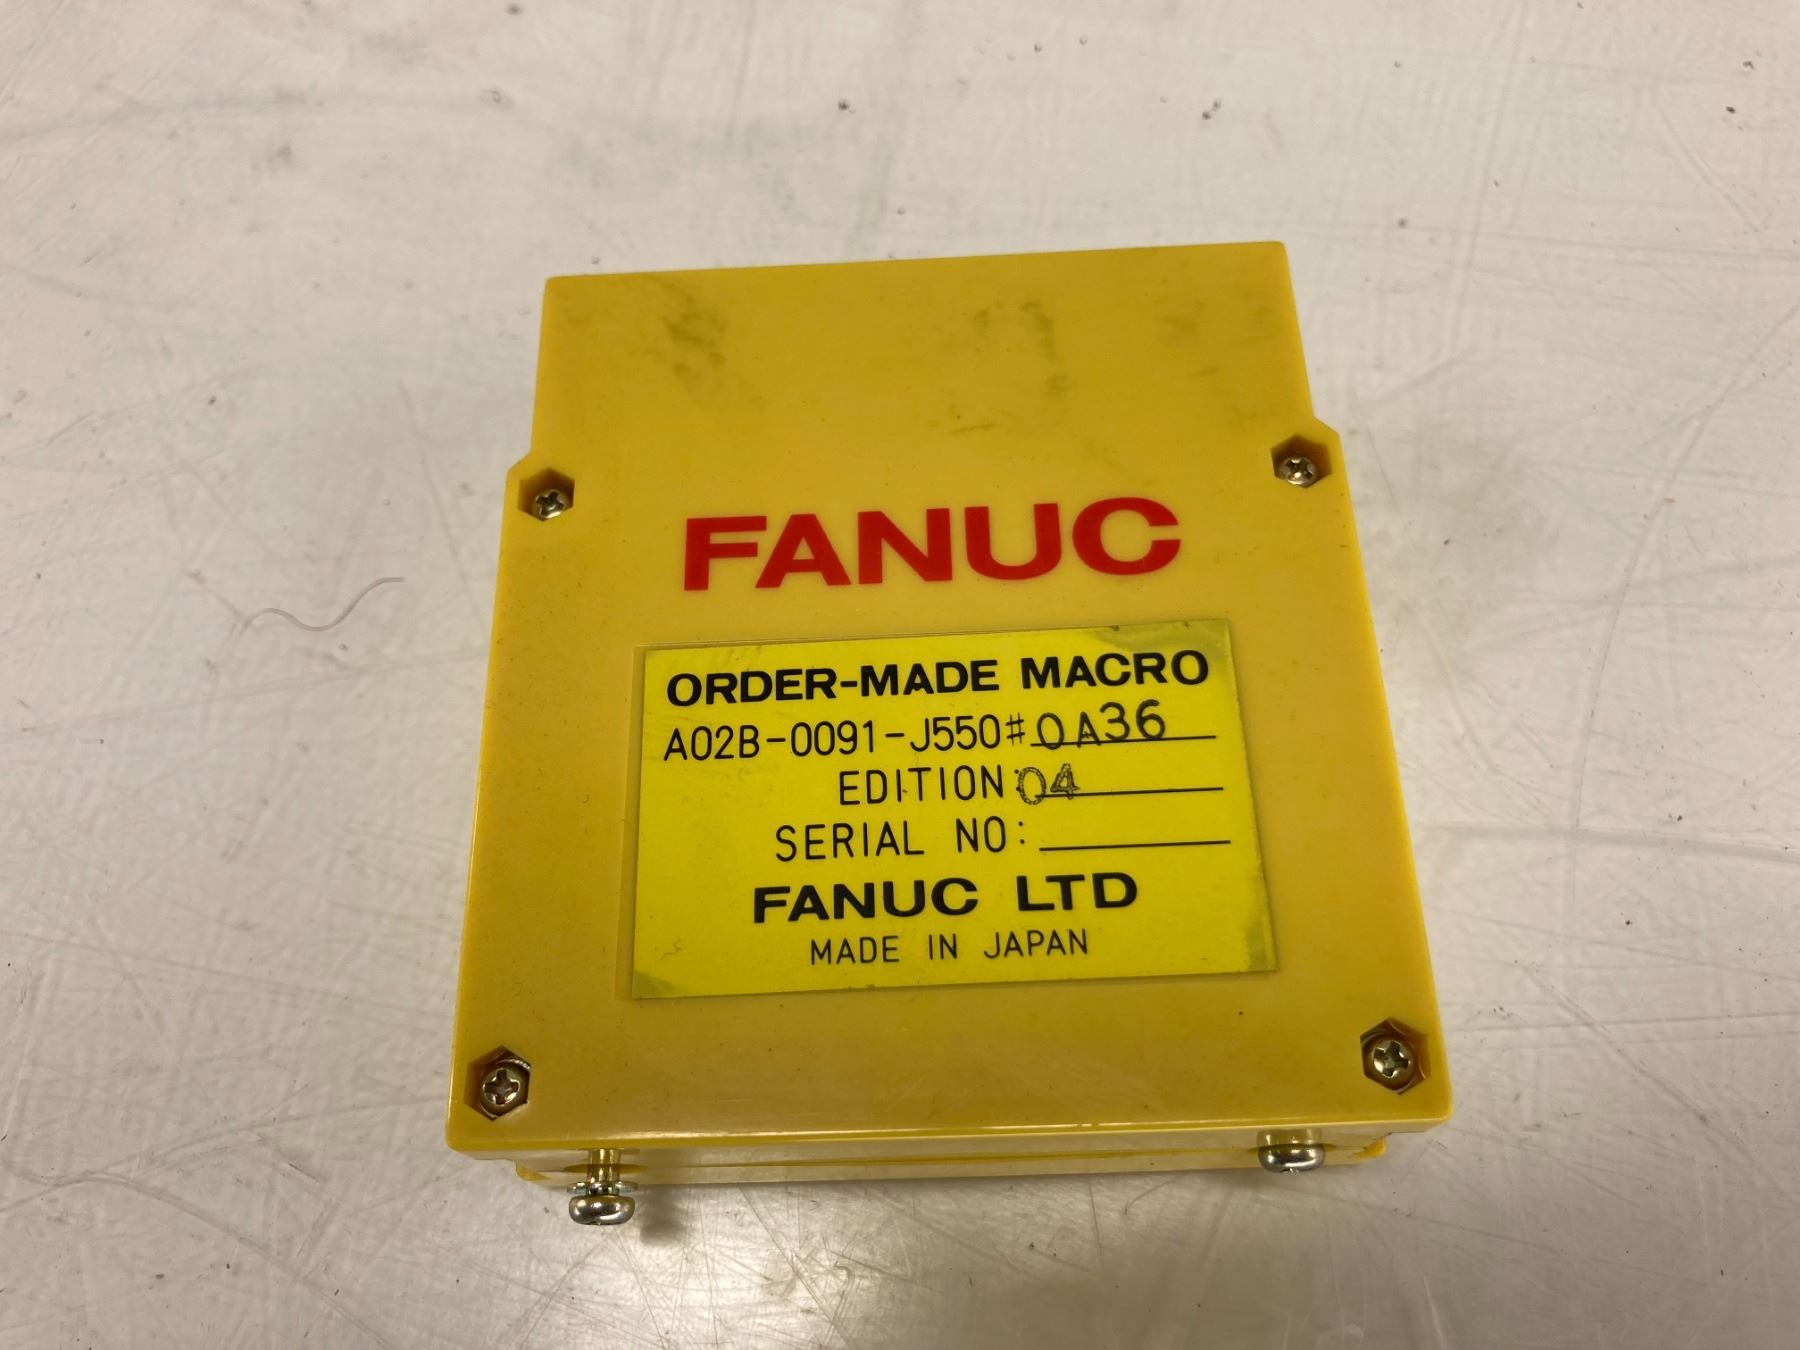 FANUC
ORDER-MADE MACRO
A02B-0091-J550#0A36
EDITION:04
SERIAL NO:
FANUC LTD
MADE IN JAPAN